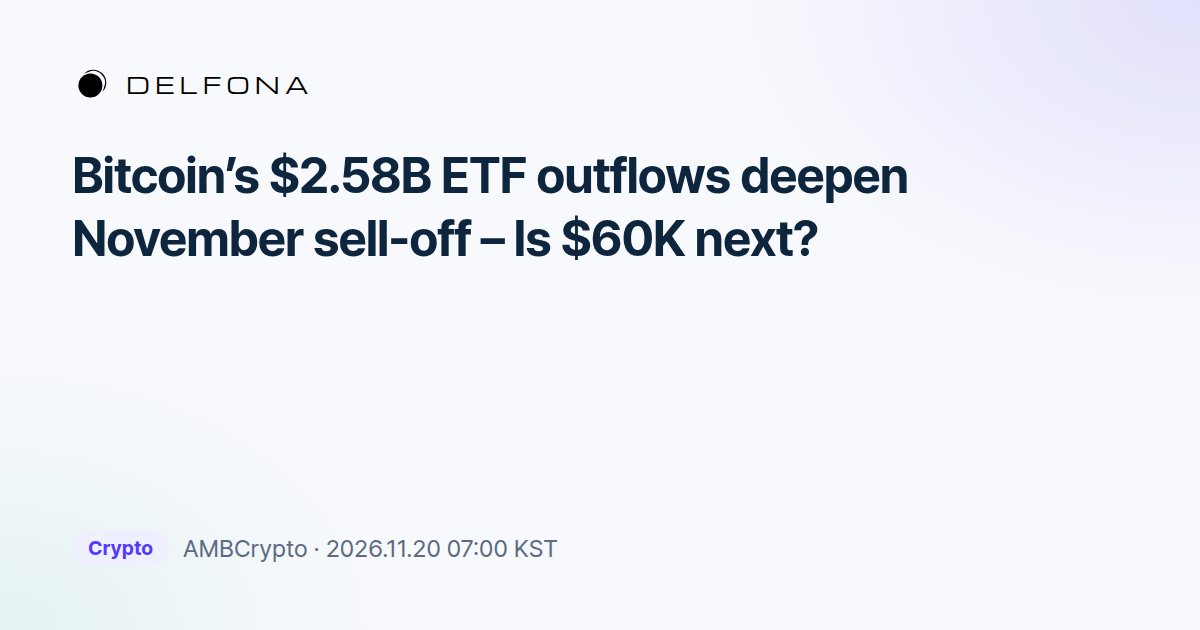 DELFONA
Bitcoin’s $2.58B ETF outflows deepen
November sell-off – Is $60K next?
Crypto AMBCrypto · 2026.11.20 07:00 KST